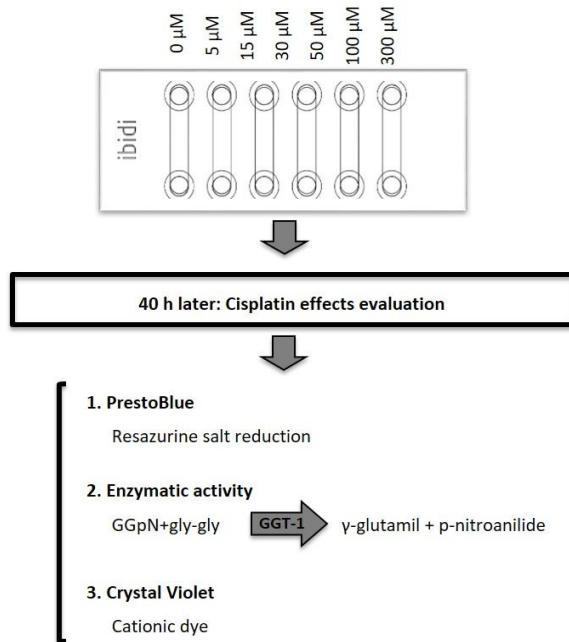 0 µM 5 µM 15 µM 30 µM 50 µM 100 µM 300 µM
ibidi
40 h later: Cisplatin effects evaluation
1. PrestoBlue
Resazurine salt reduction
2. Enzymatic activity
GGpN+gly-gly GGT-1 γ-glutamil + p-nitroanilide
3. Crystal Violet
Cationic dye